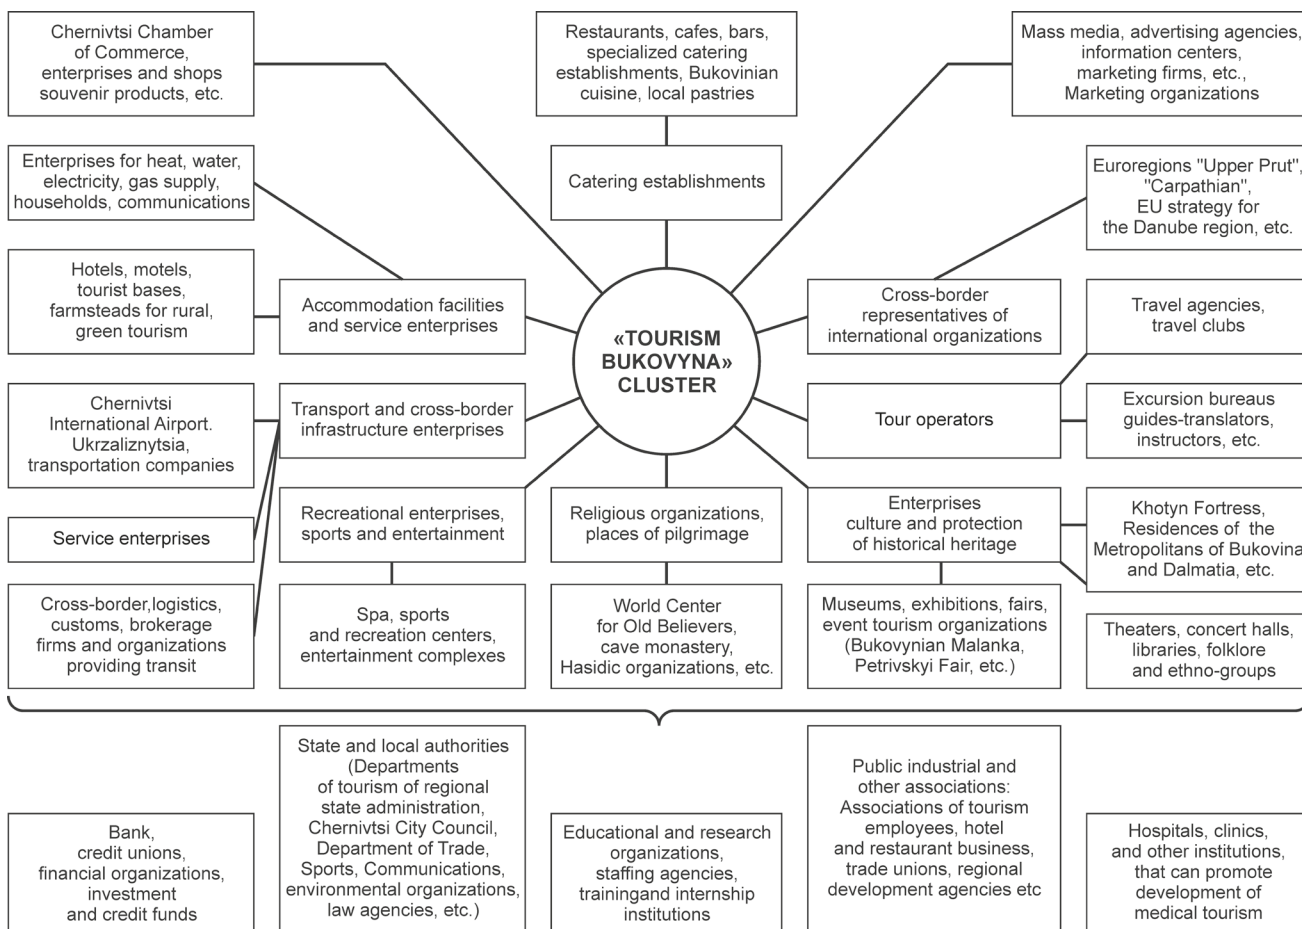 Chernivtsi Chamber
of Commerce,
enterprises and shops
souvenir products, etc.
Restaurants, cafes, bars,
specialized catering
establishments, Bukovinian
cuisine, local pastries
Mass media, advertising agencies,
information centers,
marketing firms, etc.,
Marketing organizations
Enterprises for heat, water,
electricity, gas supply,
households, communications
Catering establishments
Euroregions "Upper Prut",
"Carpathian",
EU strategy for
the Danube region, etc.
Hotels, motels,
tourist bases,
farmsteads for rural,
green tourism
Accommodation facilities
and service enterprises
«TOURISM
BUKOVYNA»
CLUSTER
Cross-border
representatives of
international organizations
Travel agencies,
travel clubs
Chernivtsi
International Airport.
Ukrzaliznytsia,
transportation companies
Transport and cross-border
infrastructure enterprises
Tour operators
Excursion bureaus
guides-translators,
instructors, etc.
Service enterprises
Recreational enterprises,
sports and entertainment
Religious organizations,
places of pilgrimage
Enterprises
culture and protection
of historical heritage
Khotyn Fortress,
Residences of the
Metropolitans of Bukovina
and Dalmatia, etc.
Cross-border,logistics,
customs, brokerage
firms and organizations
providing transit
Spa, sports
and recreation centers,
entertainment complexes
World Center
for Old Believers,
cave monastery,
Hasidic organizations, etc.
Museums, exhibitions, fairs,
event tourism organizations
(Bukovynian Malanka,
Petrivskyi Fair, etc.)
Theaters, concert halls,
libraries, folklore
and ethno-groups
Bank,
credit unions,
financial organizations,
investment
and credit funds
State and local authorities
(Departments
of tourism of regional
state administration,
Chernivtsi City Council,
Department of Trade,
Sports, Communications,
environmental organizations,
law agencies, etc.)
Educational and research
organizations,
staffing agencies,
trainingand internship
institutions
Public industrial and
other associations:
Associations of tourism
employees, hotel
and restaurant business,
trade unions, regional
development agencies etc
Hospitals, clinics,
and other institutions,
that can promote
development of
medical tourism